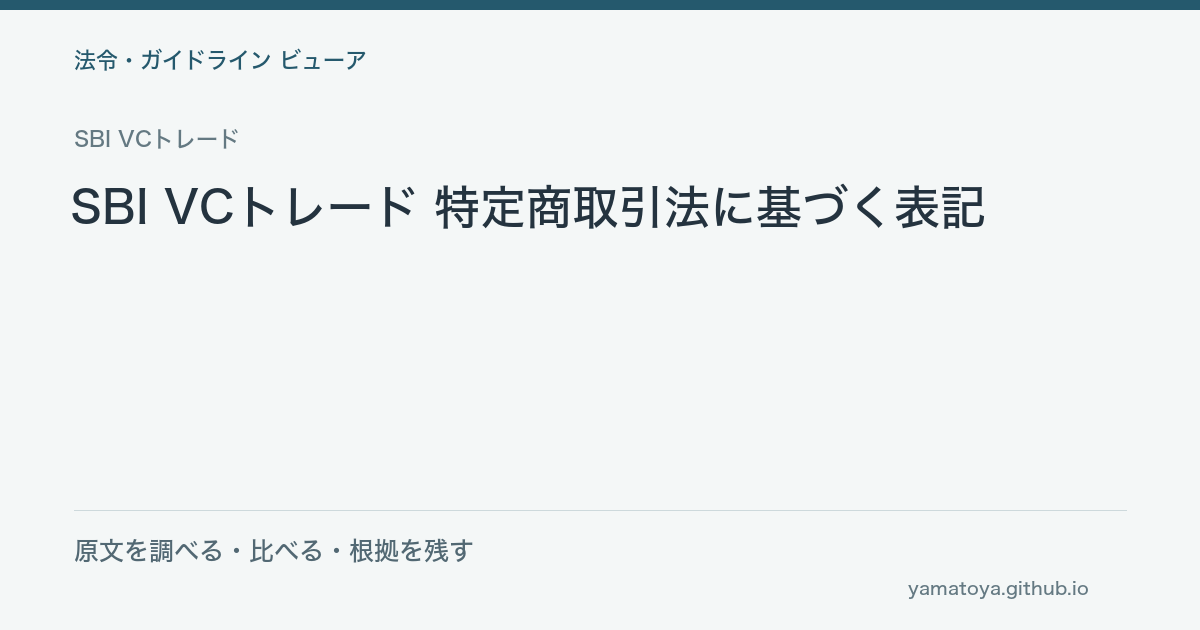 法令・ガイドライン ビューア
SBI VCトレード
SBI VCトレード 特定商取引法に基づく表記
原文を調べる・比べる・根拠を残す
yamatoya.github.io